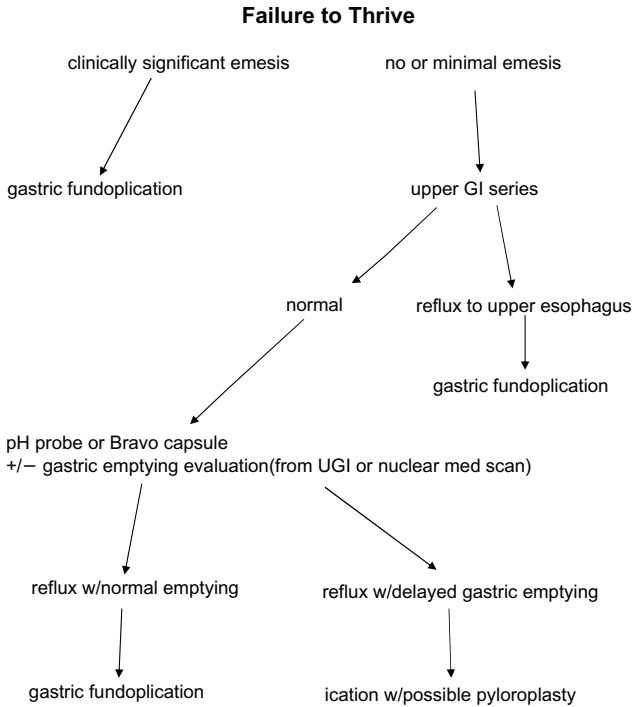 Failure to Thrive
clinically significant emesis
no or minimal emesis
gastric fundoplication
upper GI series
normal
reflux to upper esophagus
gastric fundoplication
pH probe or Bravo capsule
+/− gastric emptying evaluation(from UGI or nuclear med scan)
reflux w/normal emptying
reflux w/delayed gastric emptying
gastric fundoplication
ication w/possible pyloroplasty